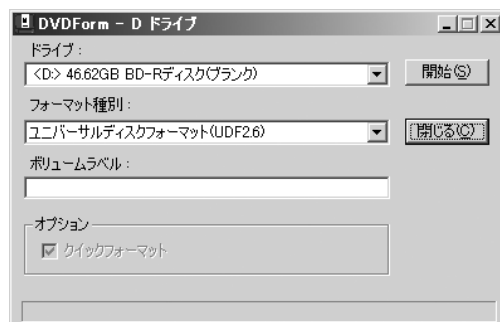 DVDForm - D ドライブ
ドライブ：
<D:> 46.62GB BD-Rディスク(ブランク)
開始(S)
フォーマット種別：
ユニバーサルディスクフォーマット(UDF2.6)
閉じる(C)
ボリュームラベル：
オプション
クイックフォーマット